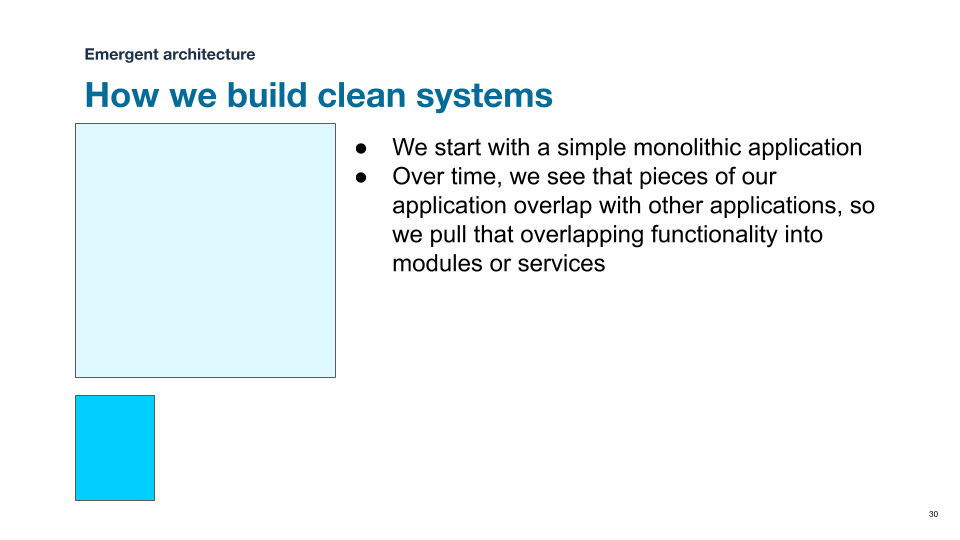 Emergent architecture
How we build clean systems
● We start with a simple monolithic application
● Over time, we see that pieces of our
application overlap with other applications, so
we pull that overlapping functionality into
modules or services
30